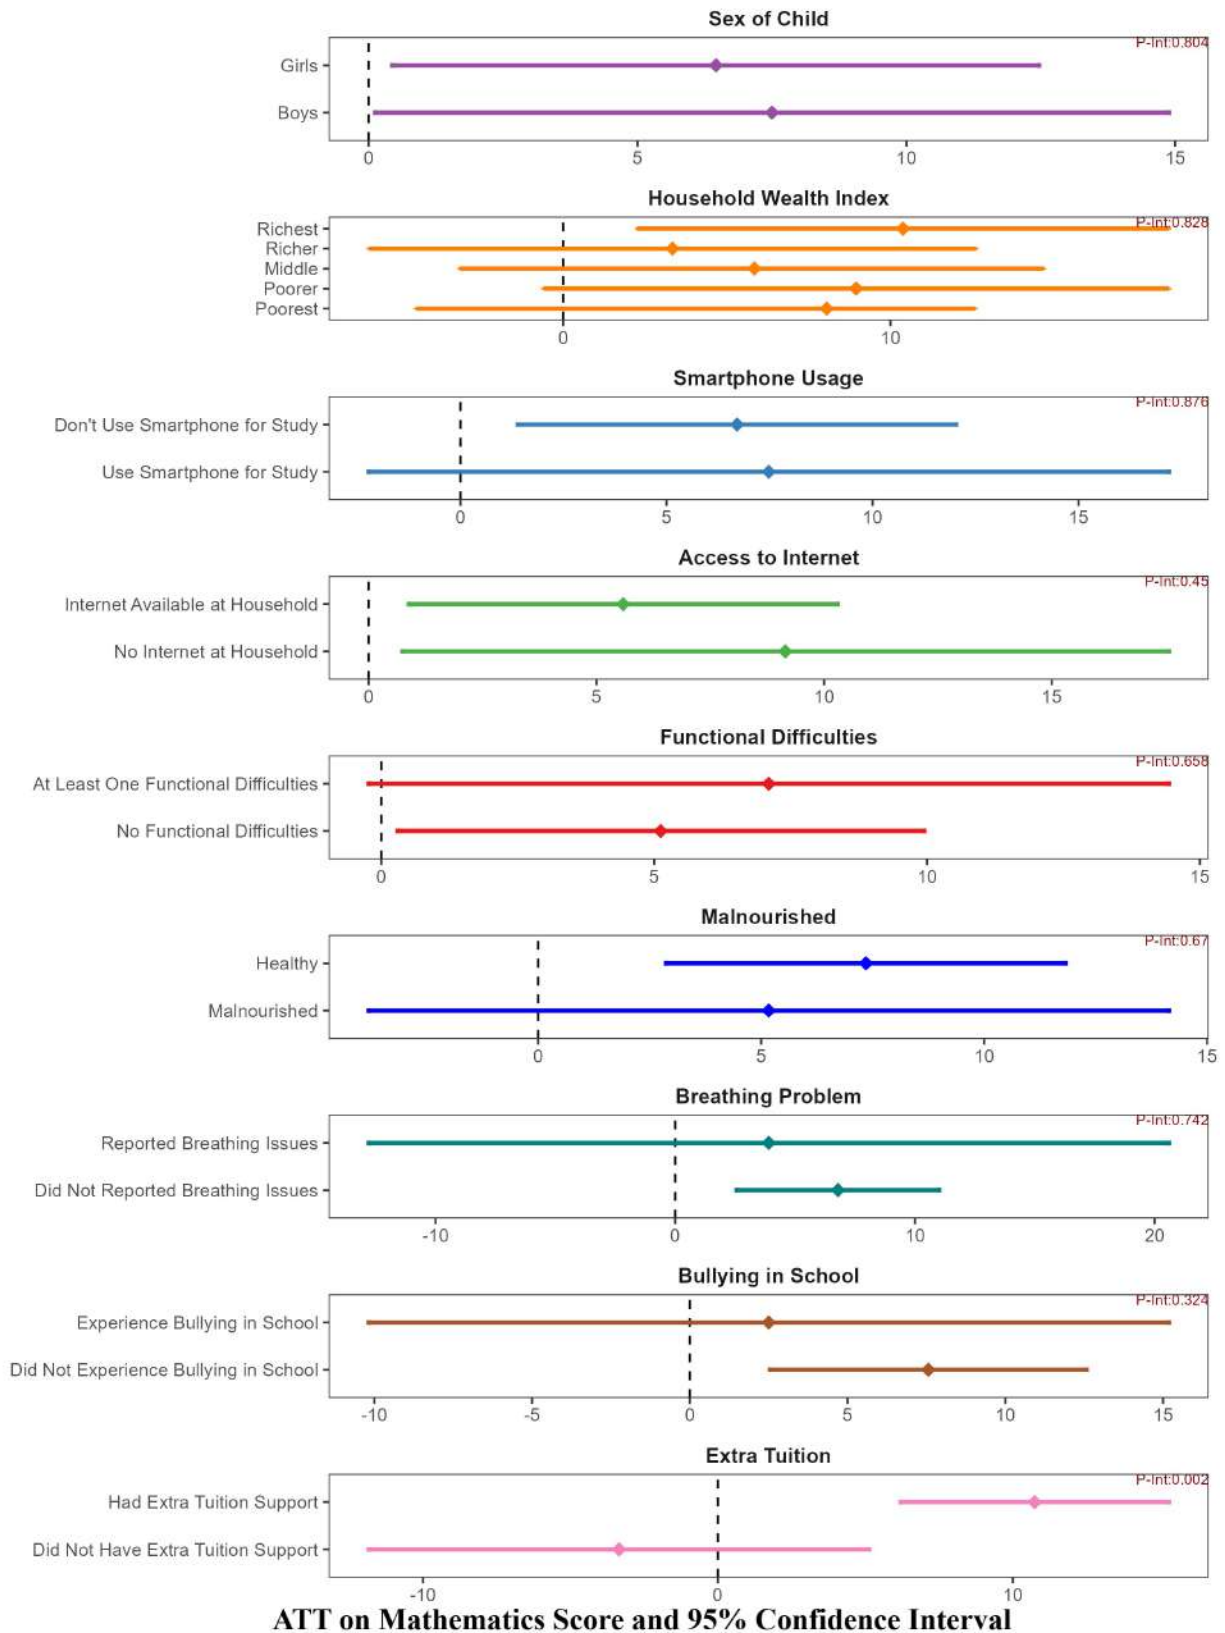 Sex of Child
P-Int:0.804
Girls
Boys
0 5 10 15
Household Wealth Index
P-Int:0.828
Richest
Richer
Middle
Poorer
Poorest
0 10
Smartphone Usage
P-Int:0.876
Don't Use Smartphone for Study
Use Smartphone for Study
0 5 10 15
Access to Internet
P-Int:0.45
Internet Available at Household
No Internet at Household
0 5 10 15
Functional Difficulties
P-Int:0.658
At Least One Functional Difficulties
No Functional Difficulties
0 5 10 15
Malnourished
P-Int:0.67
Healthy
Malnourished
0 5 10 15
Breathing Problem
P-Int:0.742
Reported Breathing Issues
Did Not Reported Breathing Issues
-10 0 10 20
Bullying in School
P-Int:0.324
Experience Bullying in School
Did Not Experience Bullying in School
-10 -5 0 5 10 15
Extra Tuition
P-Int:0.002
Had Extra Tuition Support
Did Not Have Extra Tuition Support
-10 0 10
ATT on Mathematics Score and 95% Confidence Interval